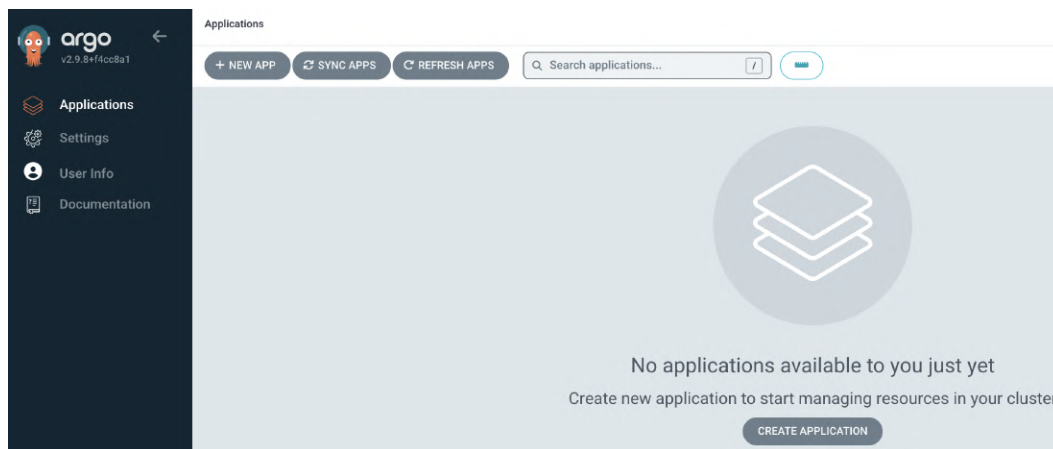 argo
v2.9.8+f4cc8a1
Applications
Settings
User Info
Documentation
Applications
+ NEW APP
SYNC APPS
REFRESH APPS
Search applications...
/
No applications available to you just yet
Create new application to start managing resources in your cluster
CREATE APPLICATION